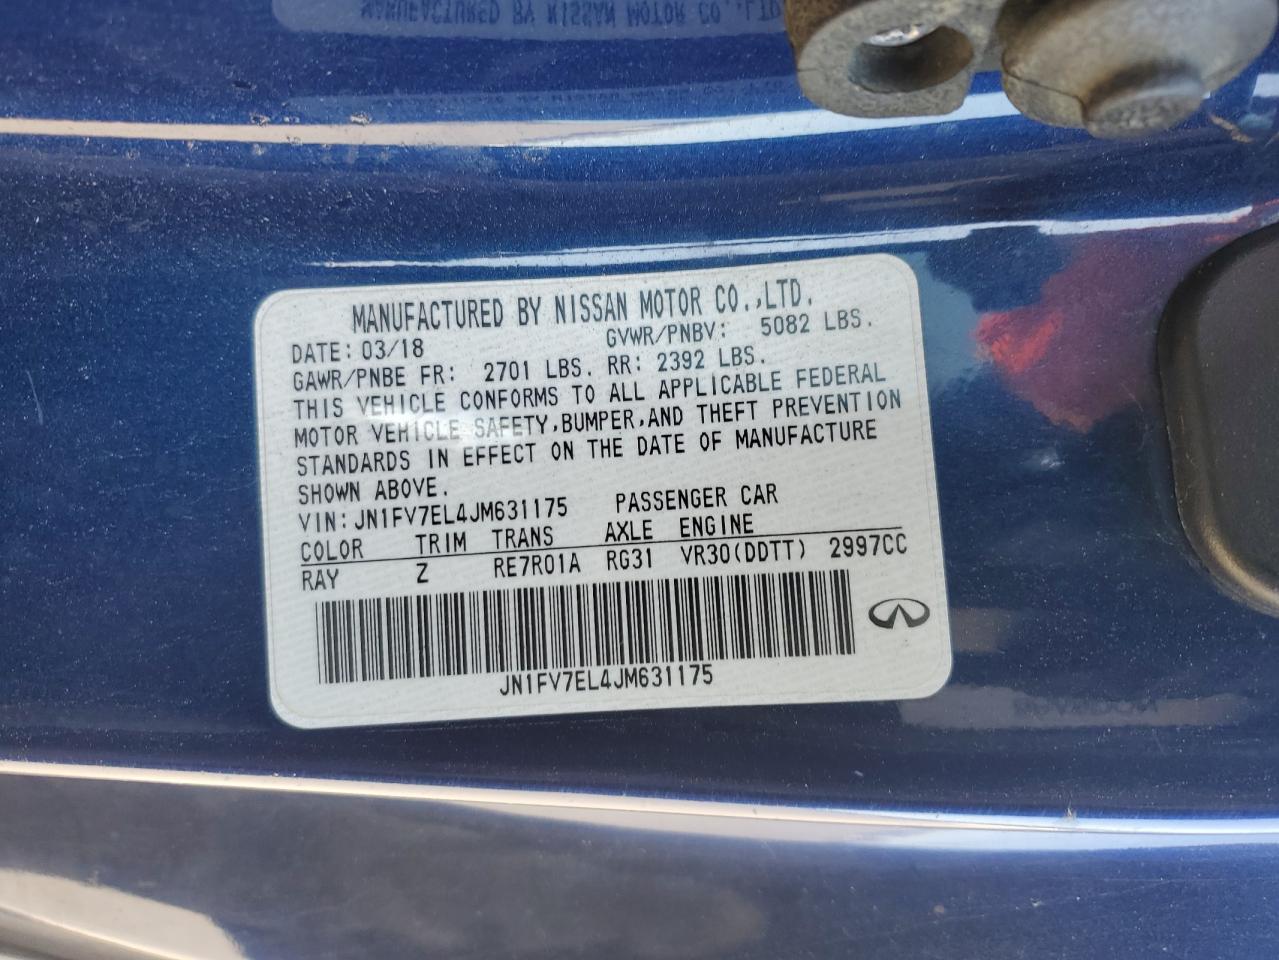 MANUFACTURED BY NISSAN MOTOR CO.,LTD.
DATE: 03/18 GVWR/PNBV: 5082 LBS.
GAWR/PNBE FR: 2701 LBS. RR: 2392 LBS.
THIS VEHICLE CONFORMS TO ALL APPLICABLE FEDERAL
MOTOR VEHICLE SAFETY,BUMPER,AND THEFT PREVENTION
STANDARDS IN EFFECT ON THE DATE OF MANUFACTURE
SHOWN ABOVE.
VIN:JN1FV7EL4JM631175 PASSENGER CAR
COLOR TRIM TRANS AXLE ENGINE
RAY Z RE7R01A RG31 VR30(DDTT) 2997CC
JN1FV7EL4JM631175